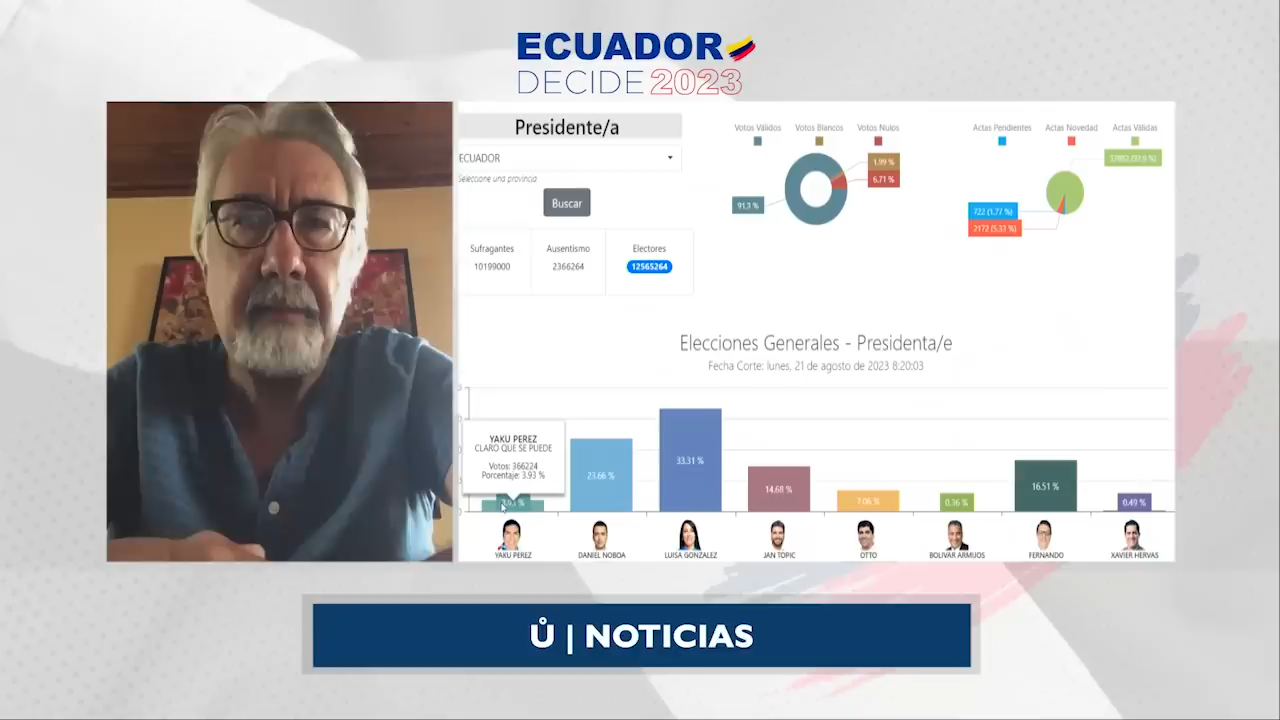 ECUADOR
DECIDE 2023
Presidente/a
ECUADOR
Seleccione una provincia
Buscar
Sufragantes
10199000
Ausentismo
2366264
Electores
12565264
Votos Válidos
Votos Blancos
Votos Nulos
1,99 %
6,71 %
91,3 %
Actas Pendientes
Actas Novedad
Actas Válidas
722 (1,77 %)
2172 (5,33 %)
Elecciones Generales - Presidenta/e
Fecha Corte: lunes, 21 de agosto de 2023 8:20:03
YAKU PEREZ
CLARO QUE SE PUEDE
Votos: 366224
Porcentaje: 3,93 %
3,93 %
23.66 %
33.31 %
14,68 %
7.06 %
0.49 %
16.51 %
YAKU PEREZ
DANIEL NOBOA
LUISA GONZALEZ
JAN TOPIC
OTTO
BOLIVAR ARMIJOS
FERNANDO
XAVIER HERVAS
Ů | NOTICIAS